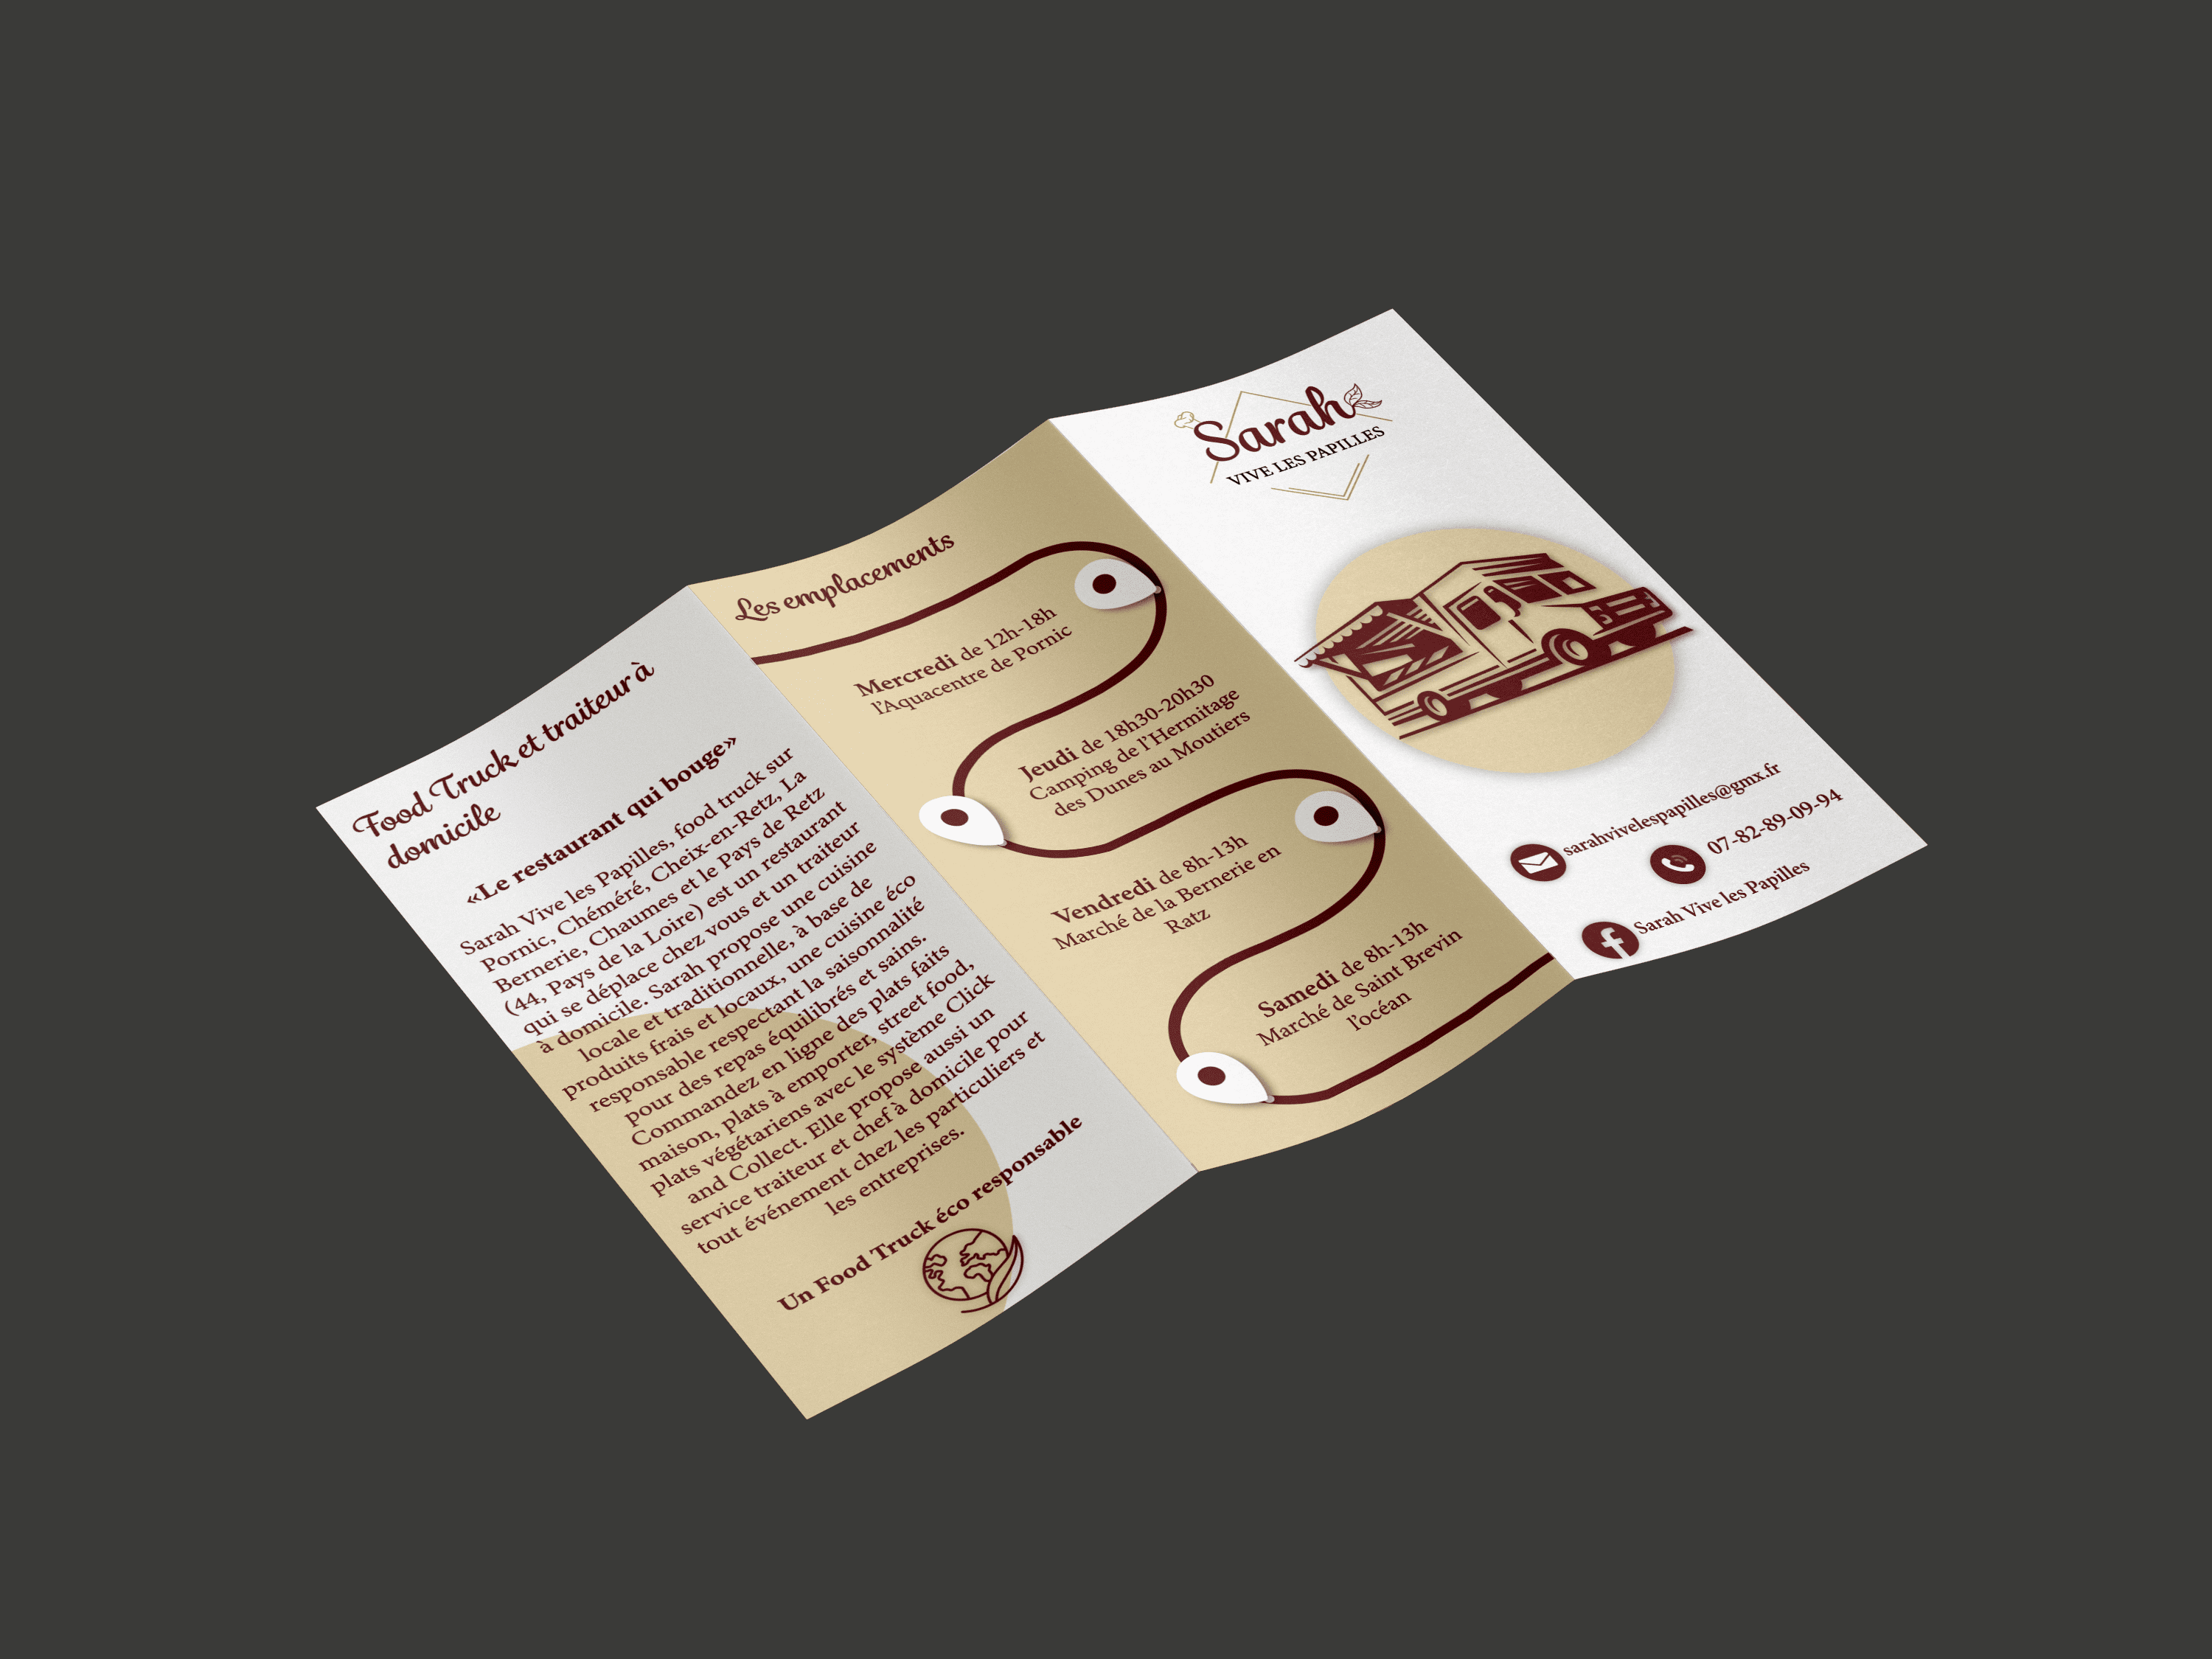 Food Truck et traiteur à
domicile
«Le restaurant qui bouge»
Sarah Vive les Papilles, food truck sur
Pornic, Chéméré, Cheix-en-Retz, La
Bernerie, Chaumes et le Pays de Retz
(44, Pays de la Loire) est un restaurant
qui se déplace chez vous et un traiteur
à domicile. Sarah propose une cuisine
locale et traditionnelle, à base de
produits frais et locaux, une cuisine éco
responsable respectant la saisonnalité
pour des repas équilibrés et sains.
Commandez en ligne des plats faits
maison, plats à emporter, street food,
plats végétariens avec le système Click
and Collect. Elle propose aussi un
service traiteur et chef à domicile pour
tout événement chez les particuliers et
les entreprises.
Un Food Truck éco responsable
Les emplacements
Mercredi de 12h-18h
l'Aquacentre de Pornic
Jeudi de 18h30-20h30
Camping de l'Hermitage
des Dunes au Moutiers
Vendredi de 8h-13h
Marché de la Bernerie en
Ratz
Samedi de 8h-13h
Marché de Saint Brevin
l'océan
Sarah
VIVE LES PAPILLES
sarahvivelespapilles@gmx.fr
07-82-89-09-94
Sarah Vive les Papilles